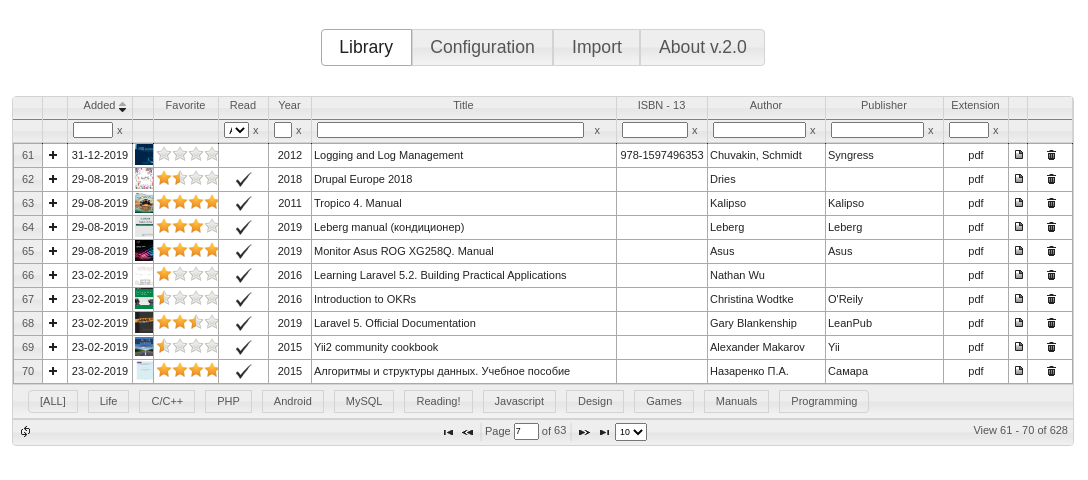 Library Configuration Import About v.2.0
Added Favorite Read Year Title ISBN - 13 Author Publisher Extension
x x x x x x x x
61 31-12-2019 2012 Logging and Log Management 978-1597496353 Chuvakin, Schmidt Syngress pdf
62 29-08-2019 2018 Drupal Europe 2018 Dries pdf
63 29-08-2019 2011 Tropico 4. Manual Kalipso Kalipso pdf
64 29-08-2019 2019 Leberg manual (кондиционер) Leberg Leberg pdf
65 29-08-2019 2019 Monitor Asus ROG XG258Q. Manual Asus Asus pdf
66 23-02-2019 2016 Learning Laravel 5.2. Building Practical Applications Nathan Wu pdf
67 23-02-2019 2016 Introduction to OKRs Christina Wodtke O'Reily pdf
68 23-02-2019 2019 Laravel 5. Official Documentation Gary Blankenship LeanPub pdf
69 23-02-2019 2015 Yii2 community cookbook Alexander Makarov Yii pdf
70 23-02-2019 2015 Алгоритмы и структуры данных. Учебное пособие Назаренко П.А. Самара pdf
[ALL] Life C/C++ PHP Android MySQL Reading! Javascript Design Games Manuals Programming
Page 7 of 63 10 View 61 - 70 of 628